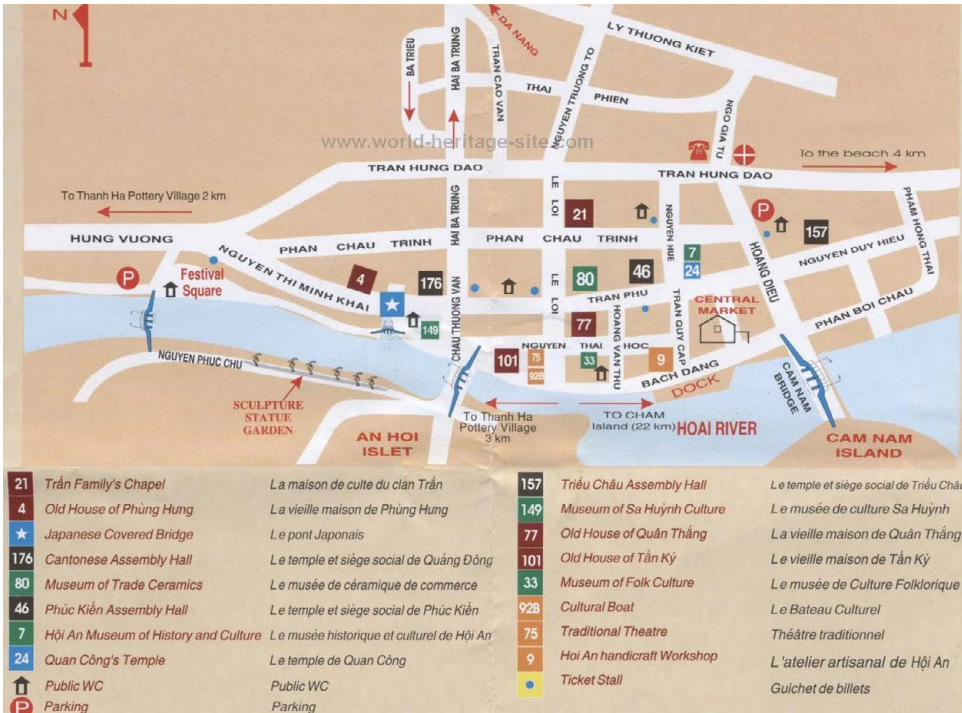 N
DA NANG
LY THUONG KIET
BA TRIEU
HAI BA TRUNG
TRAN CAO VAN
NGUYEN TRUONG TO
THAI PHIEN
NGO GIA TU
www.world-heritage-site.com
To the beach 4 km
TRAN HUNG DAO
TRAN HUNG DAO
To Thanh Ha Pottery Village 2 km
LE LOI
21
P
157
PHAM HONG THAI
HUNG VUONG
PHAN CHAU TRINH
HAI BA TRUNG
PHAN CHAU TRINH
NGUYEN HUE
HOANG DIEU
NGUYEN DUY HIEU
NGUYEN THI MINH KHAI
Festival
Square
P
4
176
80
46
7
24
LE LOI
TRAN PHU
CHAU THUONG VAN
149
77
HOANG VAN THU
TRAN QUY CAP
CENTRAL
MARKET
PHAN BOI CHAU
NGUYEN THAI HOC
101
75
92B
33
9
BACH DANG
DOCK
CAM NAM
BRIDGE
NGUYEN PHUC CHU
SCULPTURE
STATUE
GARDEN
AN HOI
ISLET
To Thanh Ha
Pottery Village
3 km
TO CHAM
Island (22 km)
HOAI RIVER
CAM NAM
ISLAND
21 Trần Family's Chapel La maison de culte du clan Trần
4 Old House of Phùng Hưng La vieille maison de Phùng Hưng
Japanese Covered Bridge Le pont Japonais
176 Cantonese Assembly Hall Le temple et siège social de Quảng Đông
80 Museum of Trade Ceramics Le musée de céramique de commerce
46 Phúc Kiến Assembly Hall Le temple et siège social de Phúc Kiến
7 Hội An Museum of History and Culture Le musée historique et culturel de Hội An
24 Quan Công's Temple Le temple de Quan Công
Public WC Public WC
P Parking Parking
157 Triều Châu Assembly Hall Le temple et siège social de Triều Châu
149 Museum of Sa Huỳnh Culture Le musée de culture Sa Huỳnh
77 Old House of Quân Thắng La vieille maison de Quân Thắng
101 Old House of Tấn Ký Le vieille maison de Tấn Ký
33 Museum of Folk Culture Le musée de Culture Folklorique
92B Cultural Boat Le Bateau Culturel
75 Traditional Theatre Théâtre traditionnel
9 Hoi An handicraft Workshop L'atelier artisanal de Hội An
Ticket Stall Guichet de billets